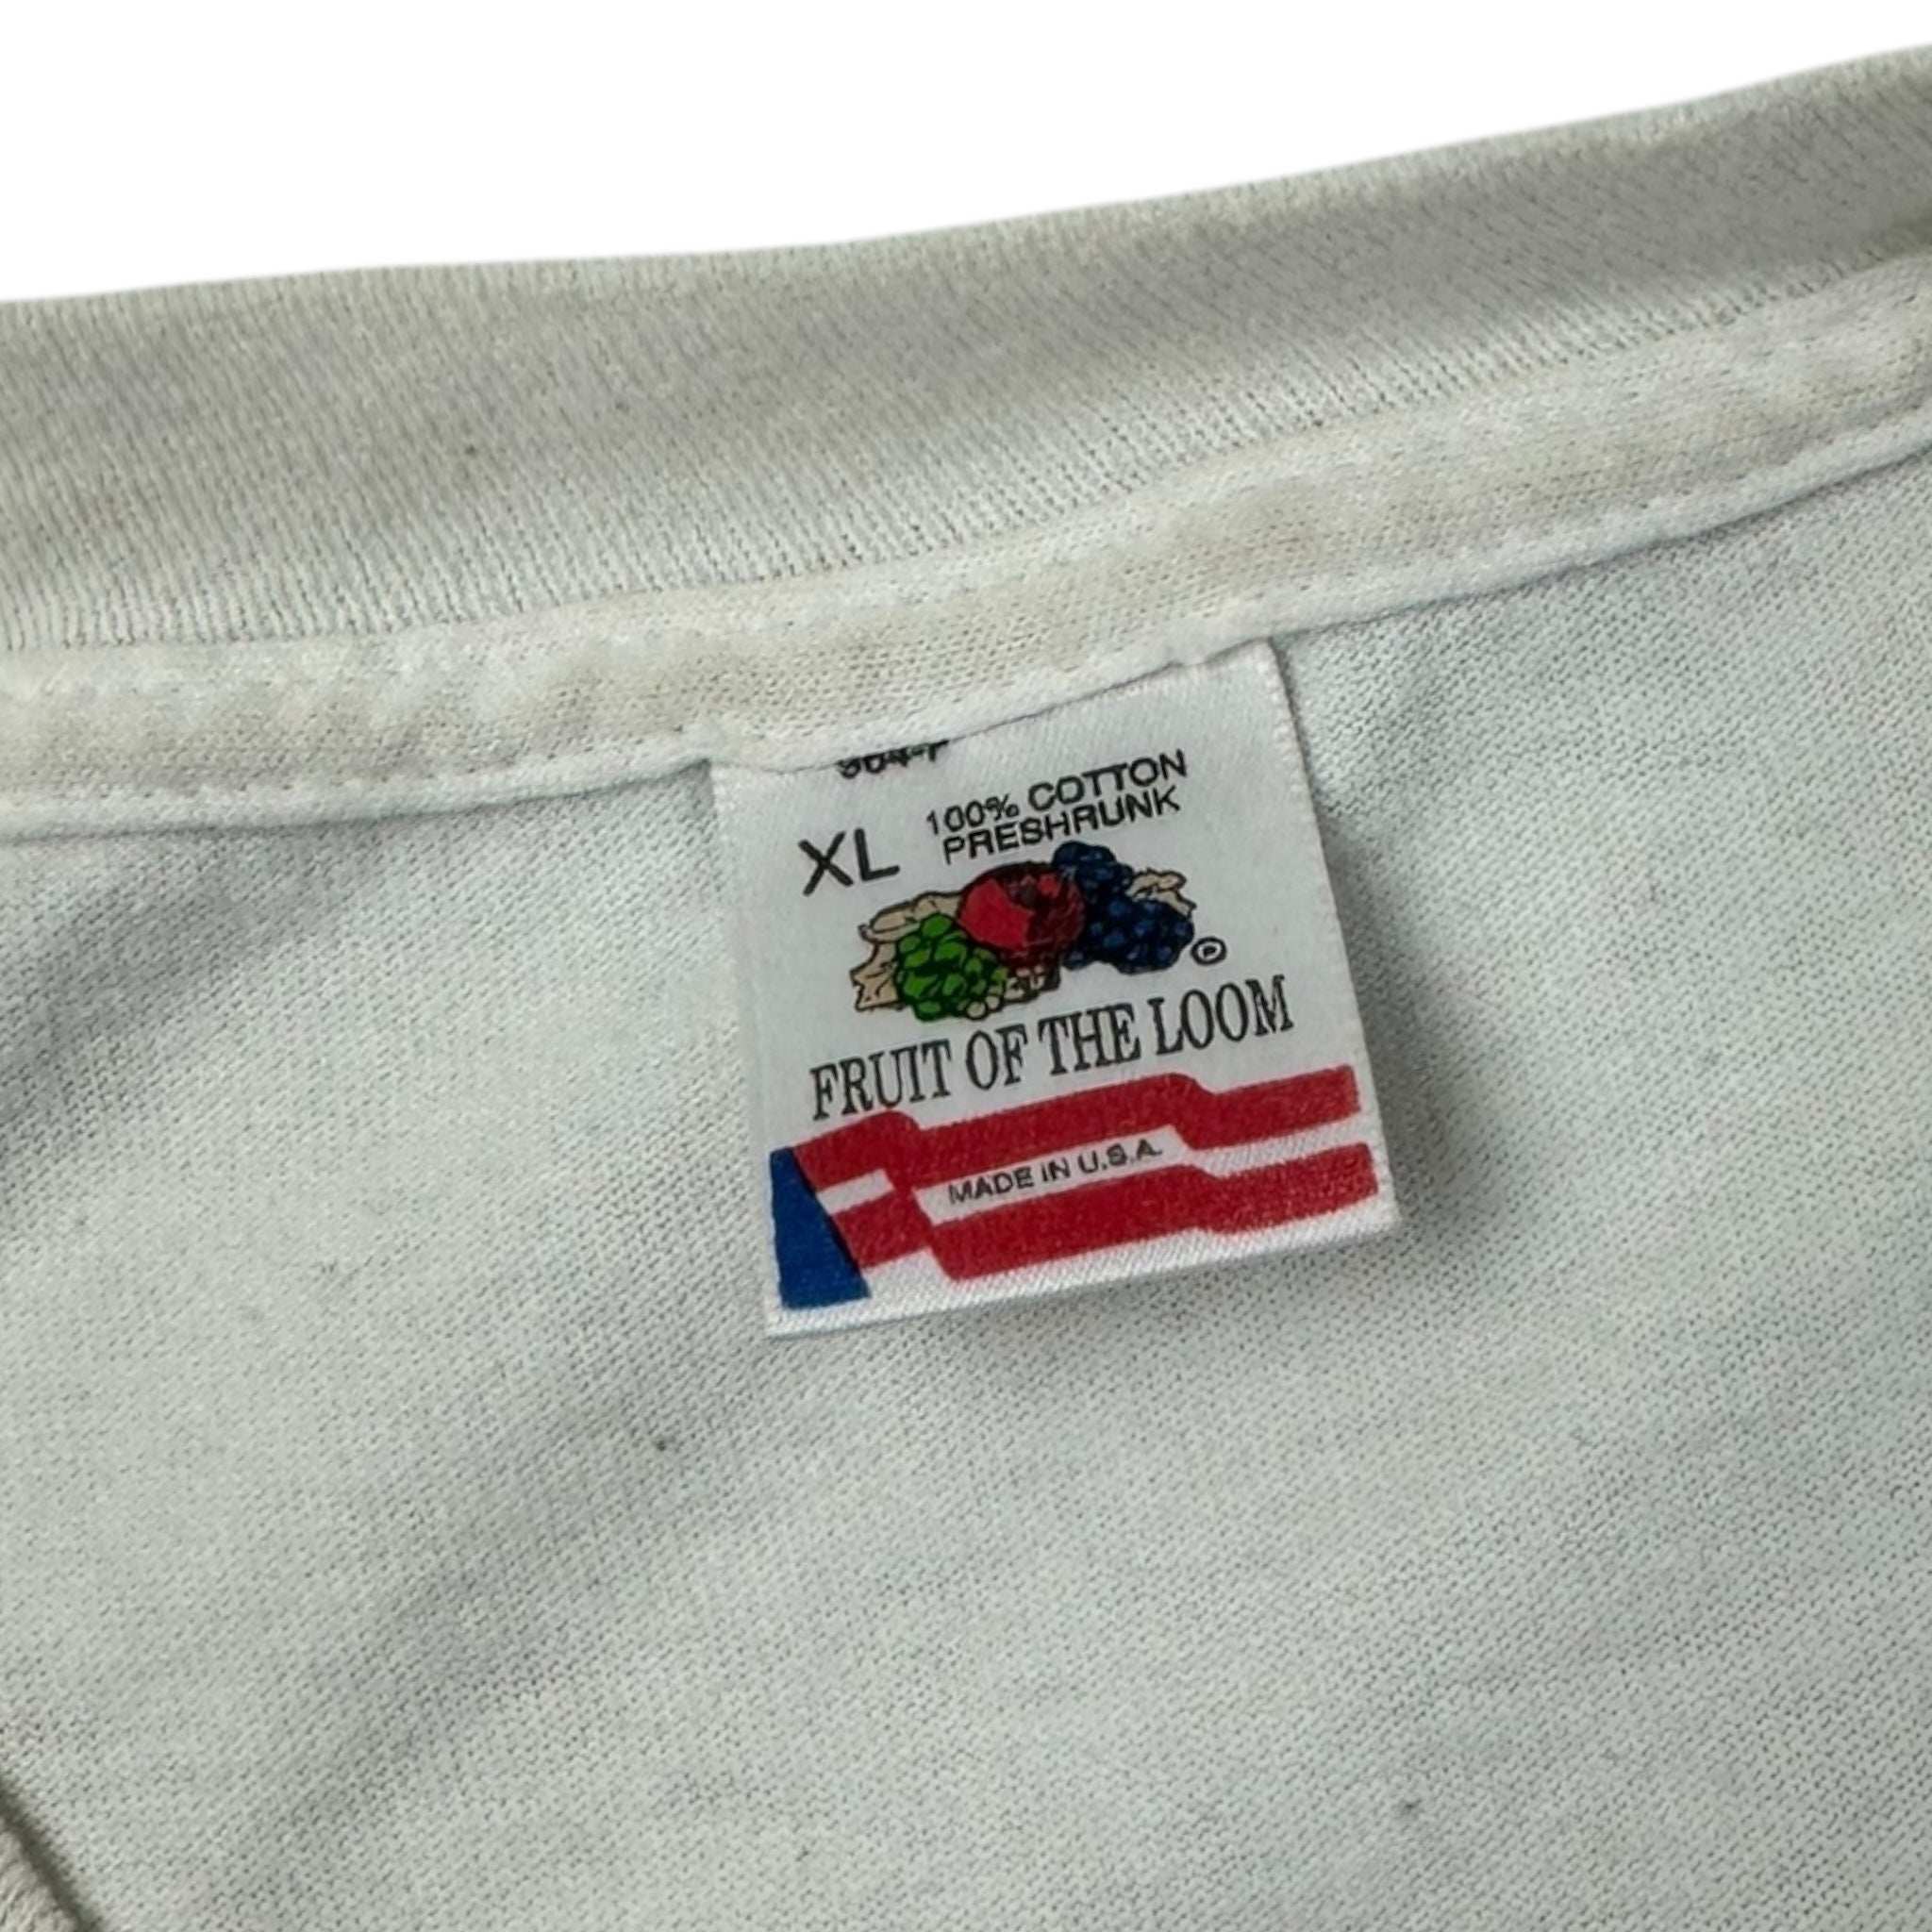 XL 100% COTTON
PRESHRUNK
FRUIT OF THE LOOM
MADE IN U.S.A.